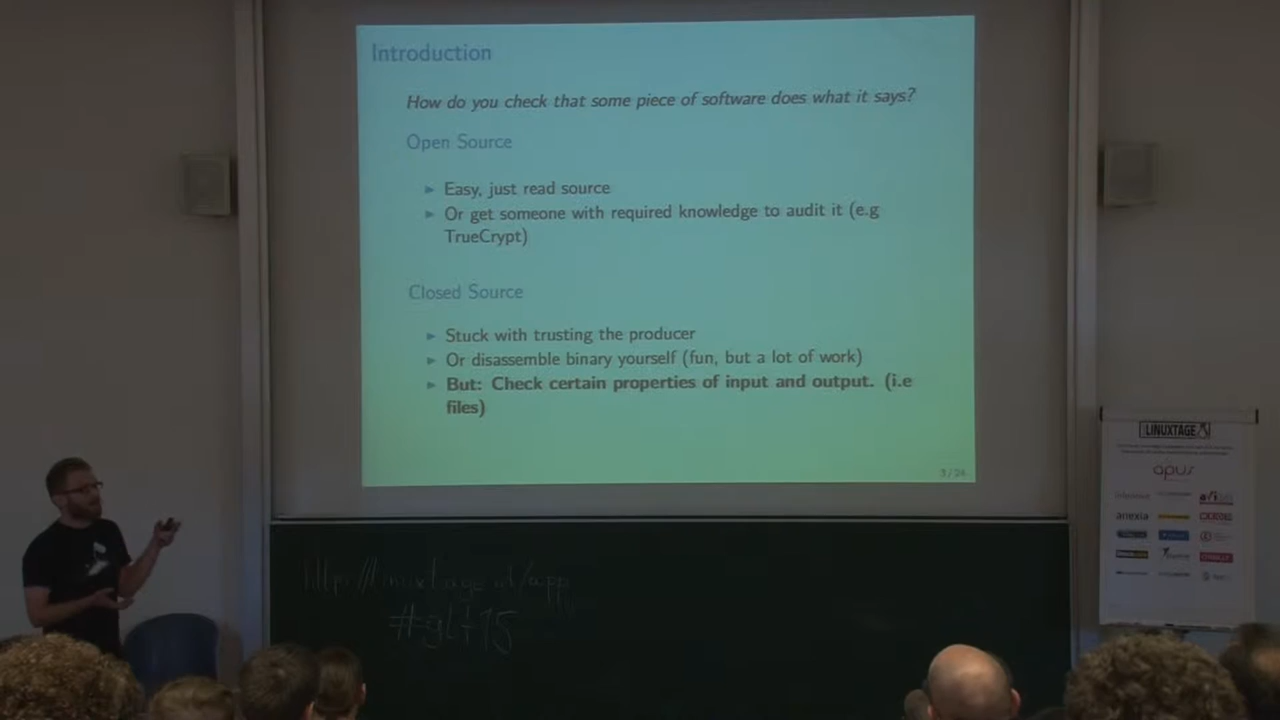 Introduction
How do you check that some piece of software does what it says?
Open Source
Easy, just read source
Or get someone with required knowledge to audit it (e.g
TrueCrypt)
Closed Source
Stuck with trusting the producer
Or disassemble binary yourself (fun, but a lot of work)
But: Check certain properties of input and output. (i.e
files)
3 / 24
#glt15
LINUXTAGE
apus
anexia